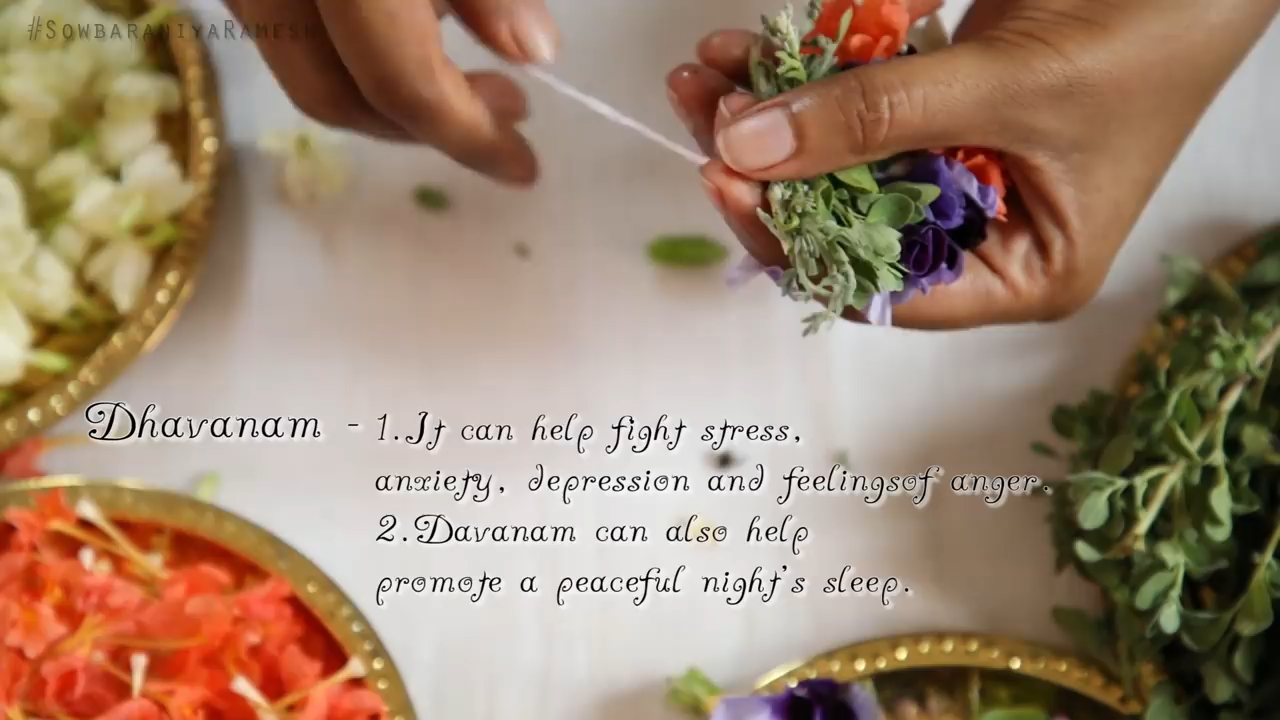 #SowbaraniyaRamesh
Dhavanam - 1.It can help fight stress,
anxiety, depression and feelingsof anger.
2.Davanam can also help
promote a peaceful night's sleep.